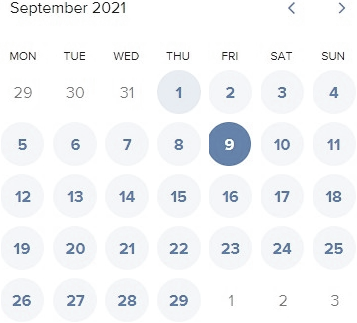 September 2021
MON TUE WED THU FRI SAT SUN
29 30 31 1 2 3 4
5 6 7 8 9 10 11
12 13 14 15 16 17 18
19 20 21 22 23 24 25
26 27 28 29 1 2 3